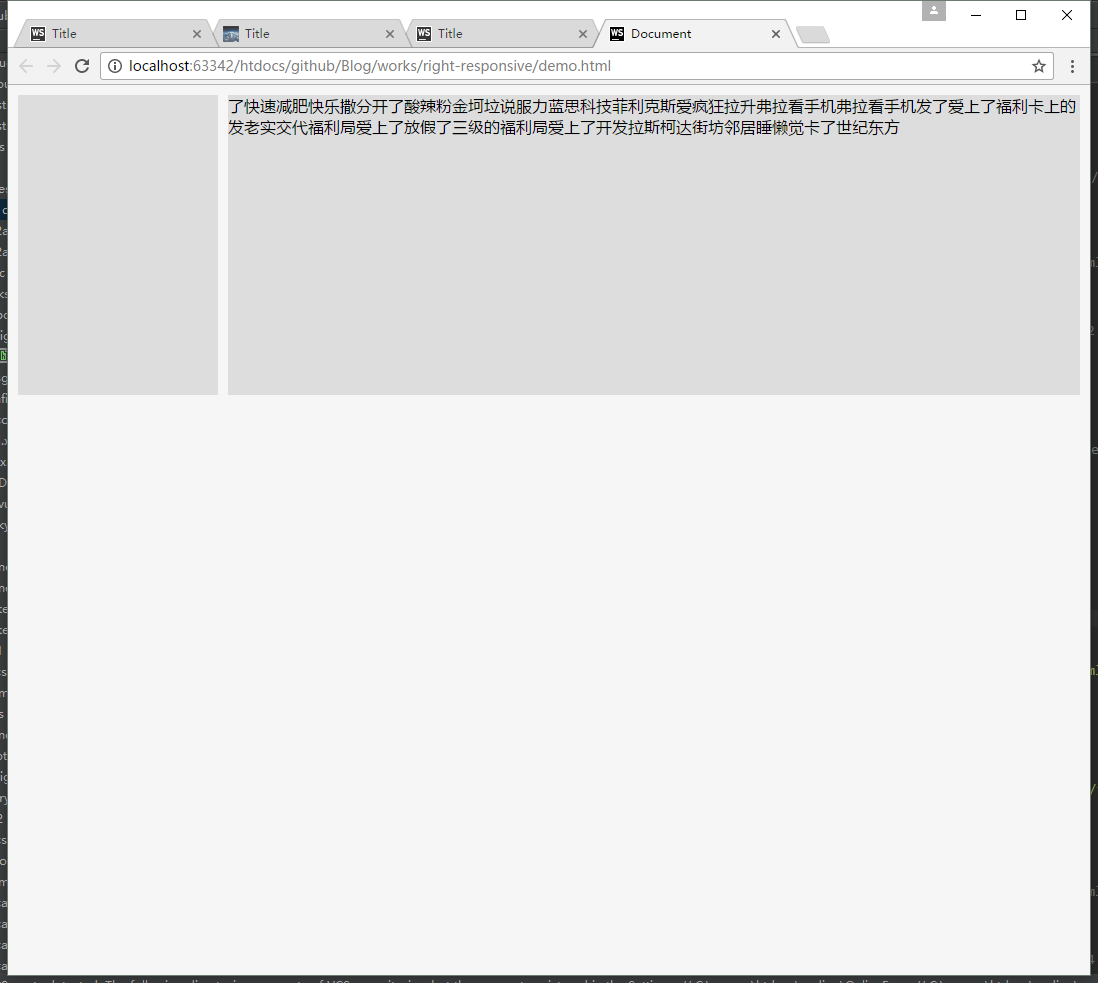 Title
Title
Title
Document
localhost:63342/htdocs/github/Blog/works/right-responsive/demo.html
了快速减肥快乐撒分开了酸辣粉金坷垃说服力蓝思科技菲利克斯爱疯狂拉升弗拉看手机弗拉看手机发了爱上了福利卡上的
发老实交代福利局爱上了放假了三级的福利局爱上了开发拉斯柯达街坊邻居睡懒觉卡了世纪东方